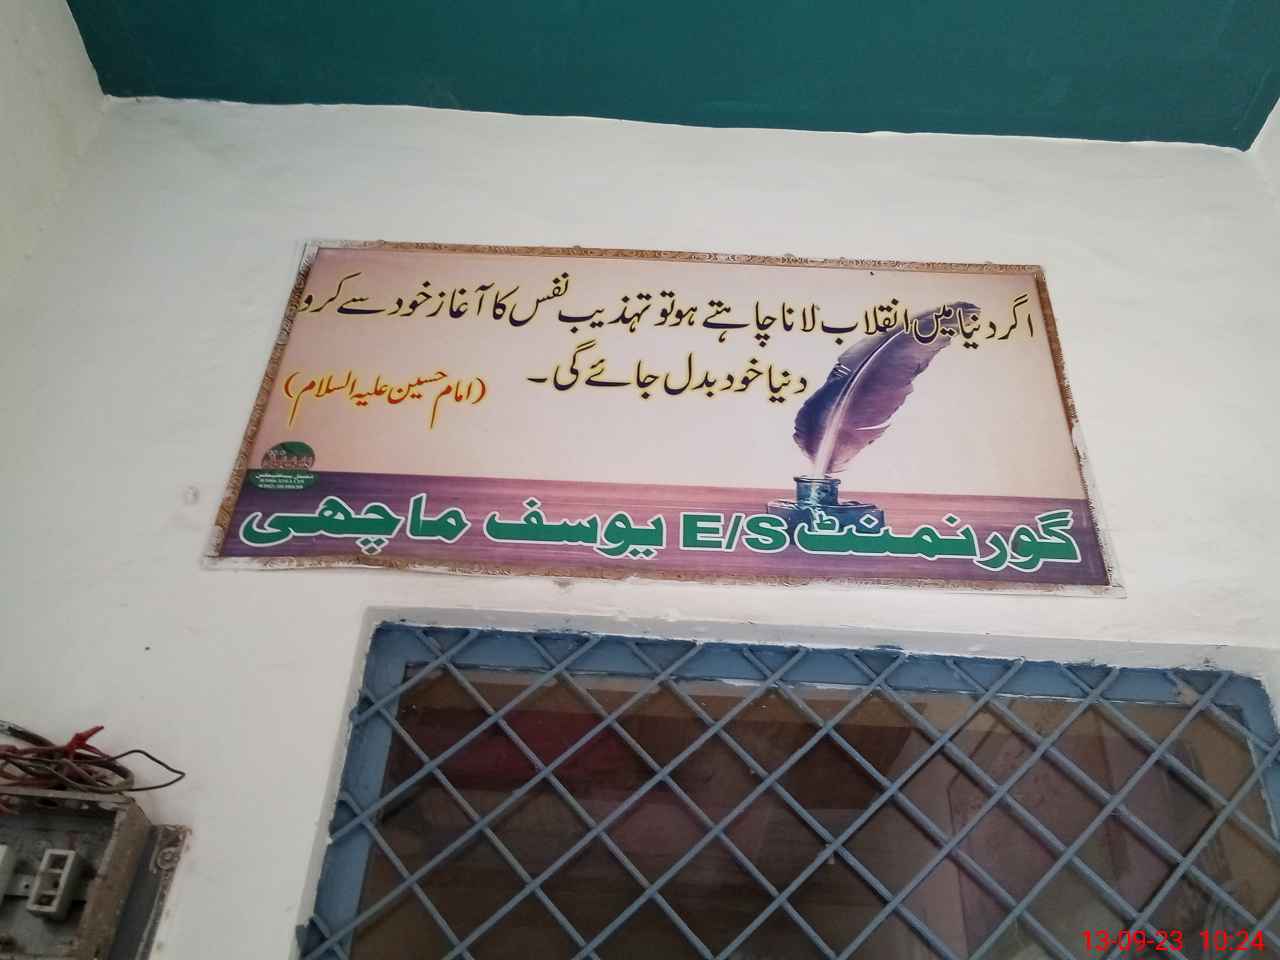 اگر دنیا میں انقلاب لانا چاہتے ہو تو تہذیب نفس کا آغاز خود سے کرو
دنیا خود بدل جائے گی۔
(امام حسین علیہ السلام)
گورنمنٹ E/S یوسف ماچھی
13-09-23 10:24